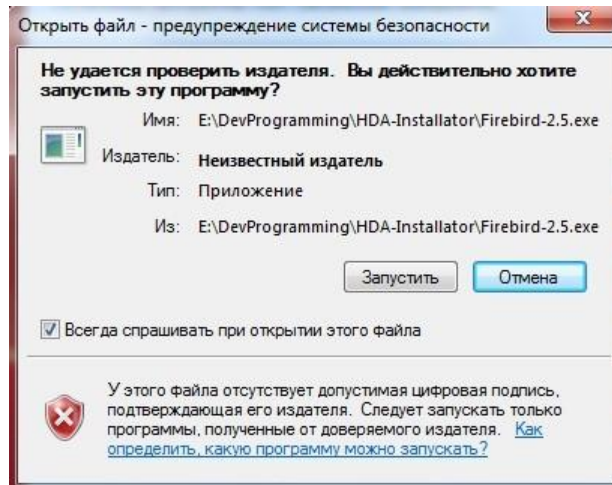 Открыть файл - предупреждение системы безопасности
Не удается проверить издателя. Вы действительно хотите
запустить эту программу?
Имя: E:\DevProgramming\HDA-Installator\Firebird-2.5.exe
Издатель: Неизвестный издатель
Тип: Приложение
Из: E:\DevProgramming\HDA-Installator\Firebird-2.5.exe
Запустить Отмена
Всегда спрашивать при открытии этого файла
У этого файла отсутствует допустимая цифровая подпись,
подтверждающая его издателя. Следует запускать только
программы, полученные от доверяемого издателя. Как
определить, какую программу можно запускать?